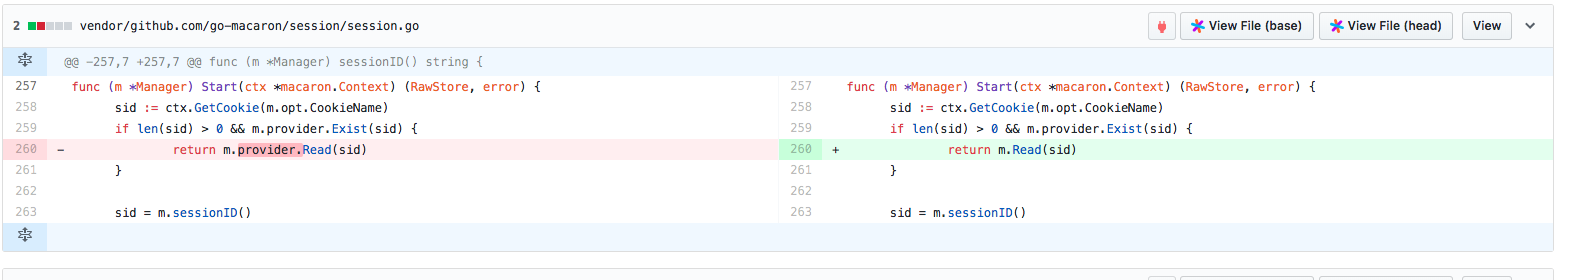 2 vendor/github.com/go-macaron/session/session.go View File (base) View File (head) View
@@ -257,7 +257,7 @@ func (m *Manager) sessionID() string {
257 func (m *Manager) Start(ctx *macaron.Context) (RawStore, error) {
258 sid := ctx.GetCookie(m.opt.CookieName)
259 if len(sid) > 0 && m.provider.Exist(sid) {
260 - return m.provider.Read(sid)
261 }
262
263 sid = m.sessionID()
257 func (m *Manager) Start(ctx *macaron.Context) (RawStore, error) {
258 sid := ctx.GetCookie(m.opt.CookieName)
259 if len(sid) > 0 && m.provider.Exist(sid) {
260 + return m.Read(sid)
261 }
262
263 sid = m.sessionID()